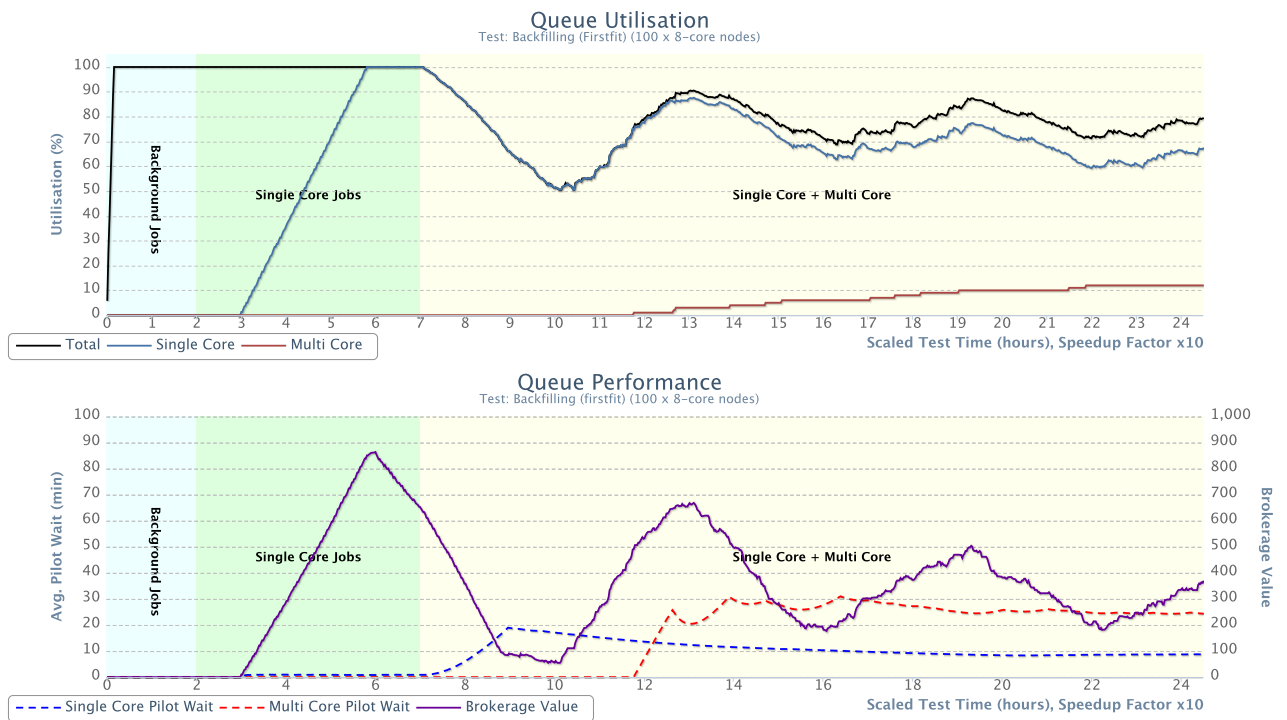 Queue Utilisation
Test: Backfilling (Firstfit) (100 x 8-core nodes)
100
90
80
70
60
50
40
30
20
10
0
Utilisation (%)
Background Jobs
Single Core Jobs
Single Core + Multi Core
0 1 2 3 4 5 6 7 8 9 10 11 12 13 14 15 16 17 18 19 20 21 22 23 24
Total Single Core Multi Core
Scaled Test Time (hours), Speedup Factor x10
Queue Performance
Test: Backfilling (firstfit) (100 x 8-core nodes)
100
90
80
70
60
50
40
30
20
10
0
Avg. Pilot Wait (min)
1,000
900
800
700
600
500
400
300
200
100
0
Brokerage Value
Background Jobs
Single Core Jobs
Single Core + Multi Core
0 2 4 6 8 10 12 14 16 18 20 22 24
Single Core Pilot Wait Multi Core Pilot Wait Brokerage Value
Scaled Test Time (hours), Speedup Factor x10